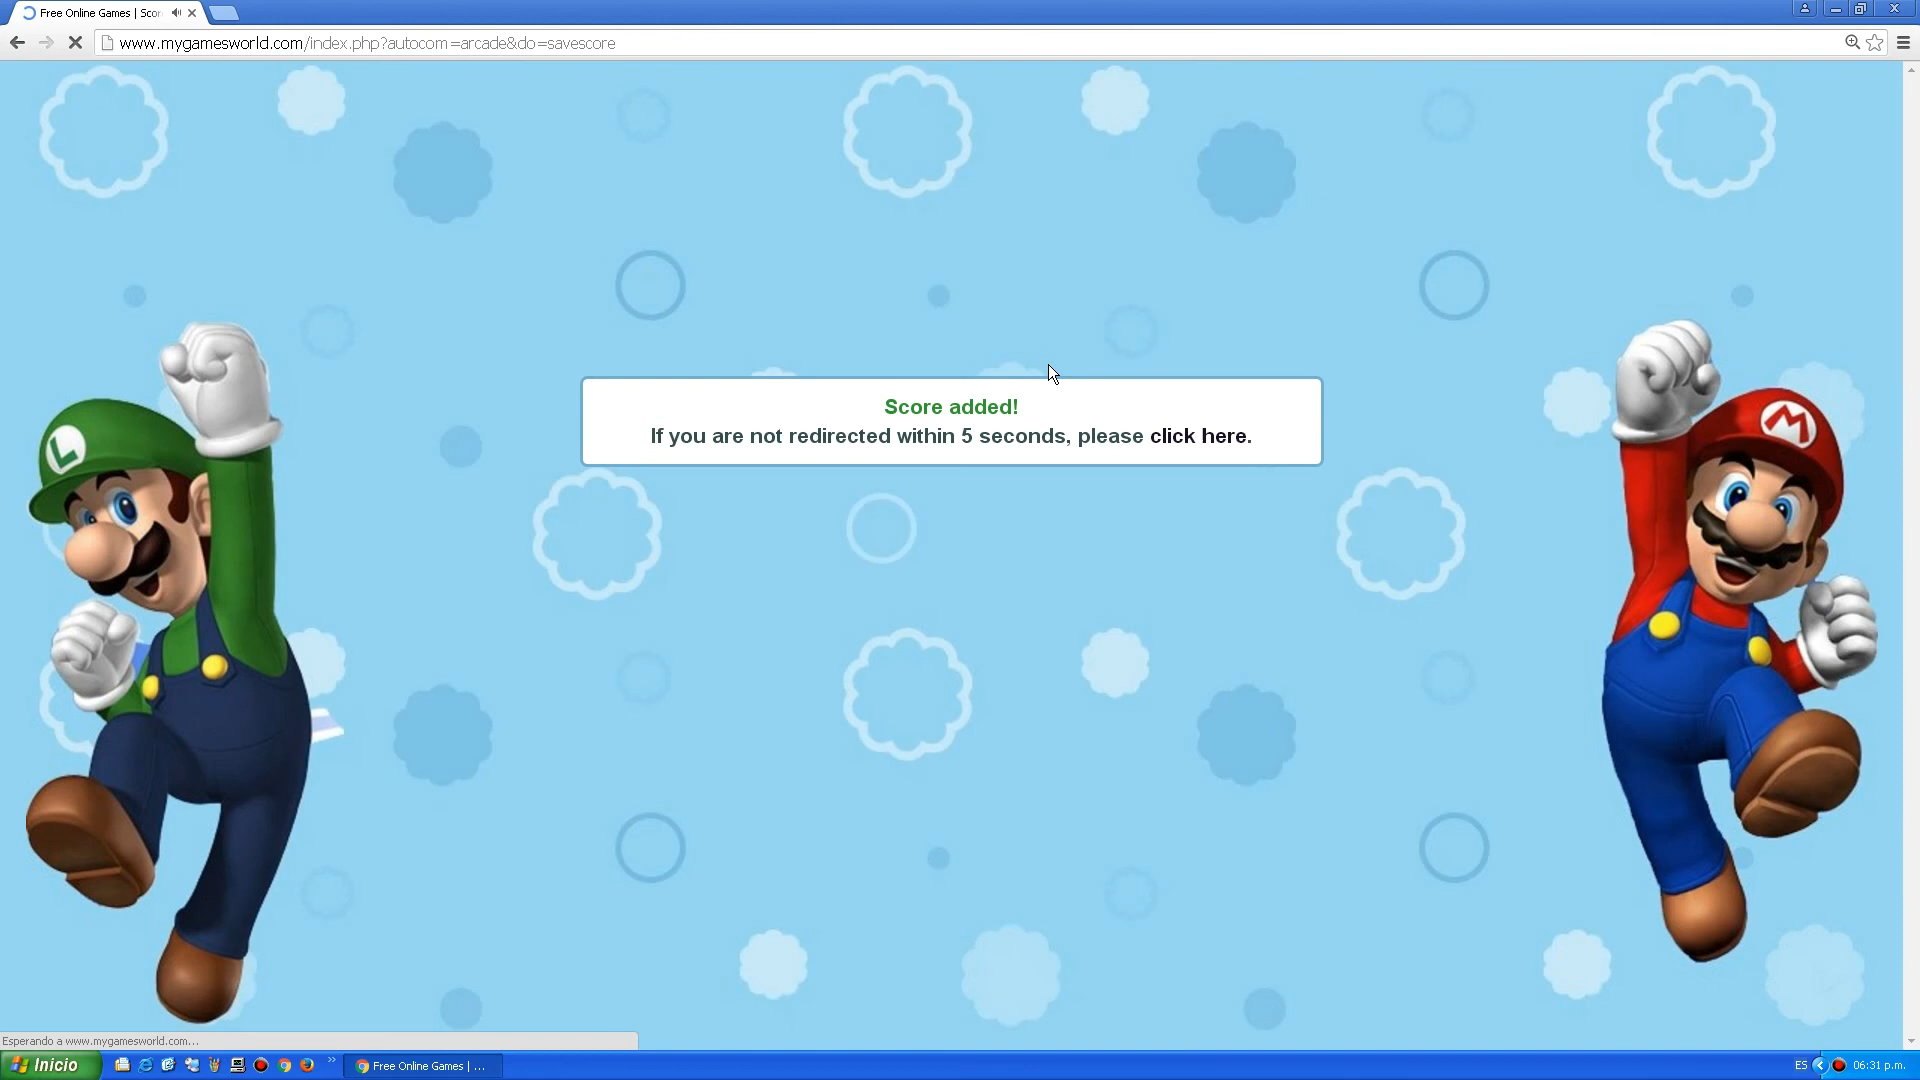 Free Online Games | Scor
www.mygamesworld.com/index.php?autocom=arcade&do=savescore
L
M
Score added!
If you are not redirected within 5 seconds, please click here.
Esperando a www.mygamesworld.com...
Inicio
Free Online Games | ...
ES
06:31 p.m.